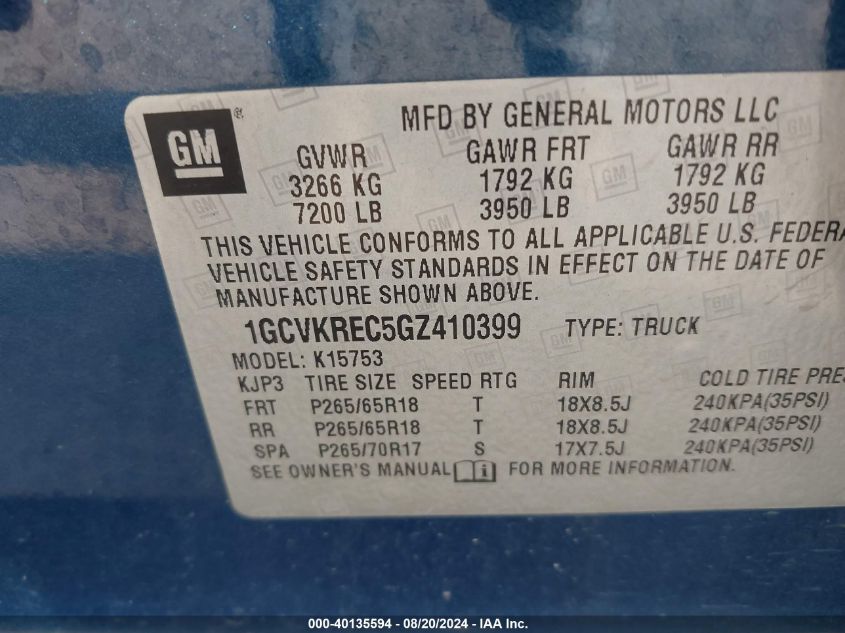 GM ®
MFD BY GENERAL MOTORS LLC
GVWR GAWR FRT GAWR RR
3266 KG 1792 KG 1792 KG
7200 LB 3950 LB 3950 LB
THIS VEHICLE CONFORMS TO ALL APPLICABLE U.S. FEDERA
VEHICLE SAFETY STANDARDS IN EFFECT ON THE DATE OF
MANUFACTURE SHOWN ABOVE.
1GCVKREC5GZ410399 TYPE: TRUCK
MODEL: K15753
KJP3 TIRE SIZE SPEED RTG RIM COLD TIRE PRE
FRT P265/65R18 T 18X8.5J 240KPA(35PSI)
RR P265/65R18 T 18X8.5J 240KPA(35PSI)
SPA P265/70R17 S 17X7.5J 240KPA(35PSI)
SEE OWNER'S MANUAL i FOR MORE INFORMATION.
000-40135594 - 08/20/2024 - IAA Inc.